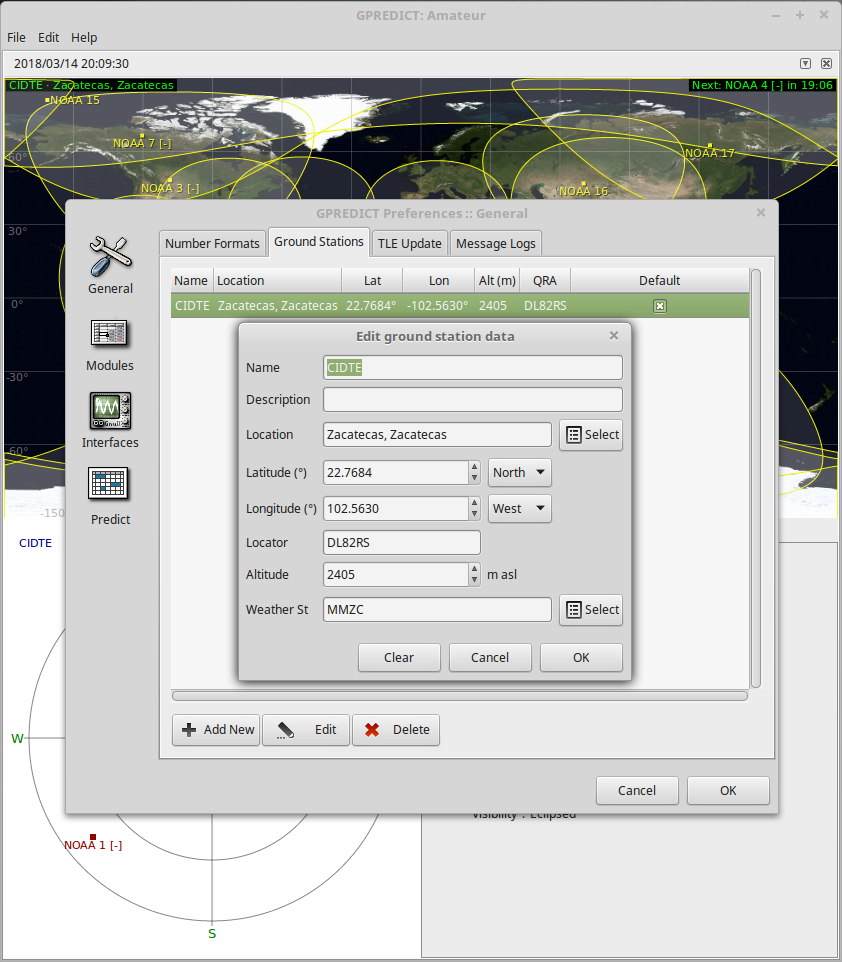 GPREDICT: Amateur
File Edit Help
2018/03/14 20:09:30
CIDTE · Zacatecas, Zacatecas
Next: NOAA 4 [-] in 19:06
NOAA 15
NOAA 7 [-]
NOAA 17
60°
NOAA 3 [-]
NOAA 16
GPREDICT Preferences :: General
30°
0°
-30°
-60°
-150
General
Modules
Interfaces
Predict
Number Formats
Ground Stations
TLE Update
Message Logs
Name Location Lat Lon Alt (m) QRA Default
CIDTE Zacatecas, Zacatecas 22.7684° -102.5630° 2405 DL82RS
Edit ground station data
Name CIDTE
Description
Location Zacatecas, Zacatecas Select
Latitude (°) 22.7684 North
Longitude (°) 102.5630 West
Locator DL82RS
Altitude 2405 m asl
Weather St MMZC Select
Clear Cancel OK
Add New Edit Delete
Cancel OK
CIDTE
W
NOAA 1 [-]
S
Visibility : Eclipsed